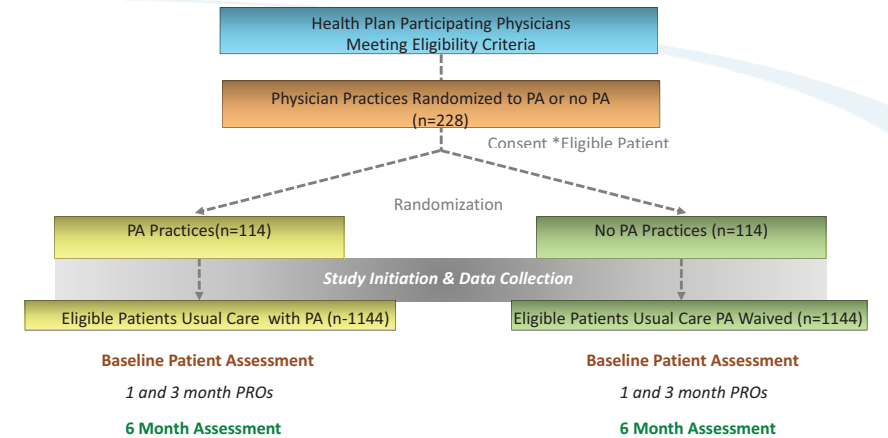 Health Plan Participating Physicians
Meeting Eligibility Criteria
Physician Practices Randomized to PA or no PA
(n=228)
Consent *Eligible Patient
Randomization
PA Practices(n=114)
No PA Practices (n=114)
Study Initiation & Data Collection
Eligible Patients Usual Care with PA (n-1144)
Eligible Patients Usual Care PA Waived (n=1144)
Baseline Patient Assessment
Baseline Patient Assessment
1 and 3 month PROs
1 and 3 month PROs
6 Month Assessment
6 Month Assessment